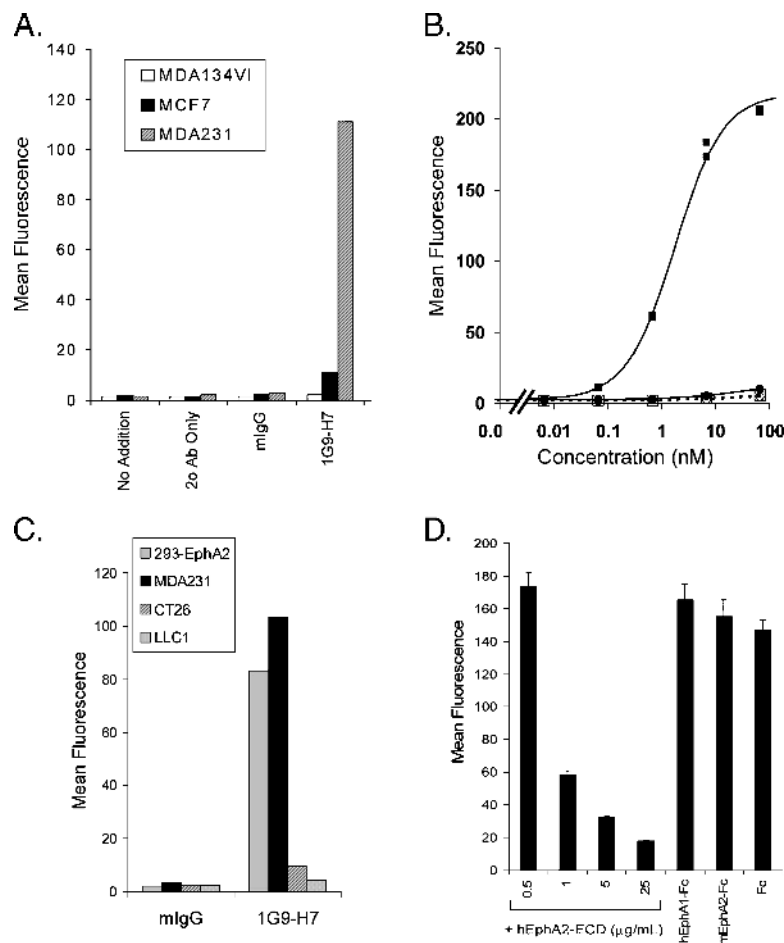 A.
140
120
100
80
60
40
20
0
Mean Fluorescence
MDA134VI
MCF7
MDA231
No Addition
2o Ab Only
mIgG
1G9-H7
B.
250
200
150
100
50
0
Mean Fluorescence
0.0 0.01 0.1 1 10 100
Concentration (nM)
C.
120
100
80
60
40
20
0
Mean Fluorescence
293-EphA2
MDA231
CT26
LLC1
mIgG 1G9-H7
D.
200
180
160
140
120
100
80
60
40
20
0
Mean Fluorescence
0.5
1
5
25
hEphA1-Fc
mEphA2-Fc
Fc
+ hEphA2-ECD (μg/mL)